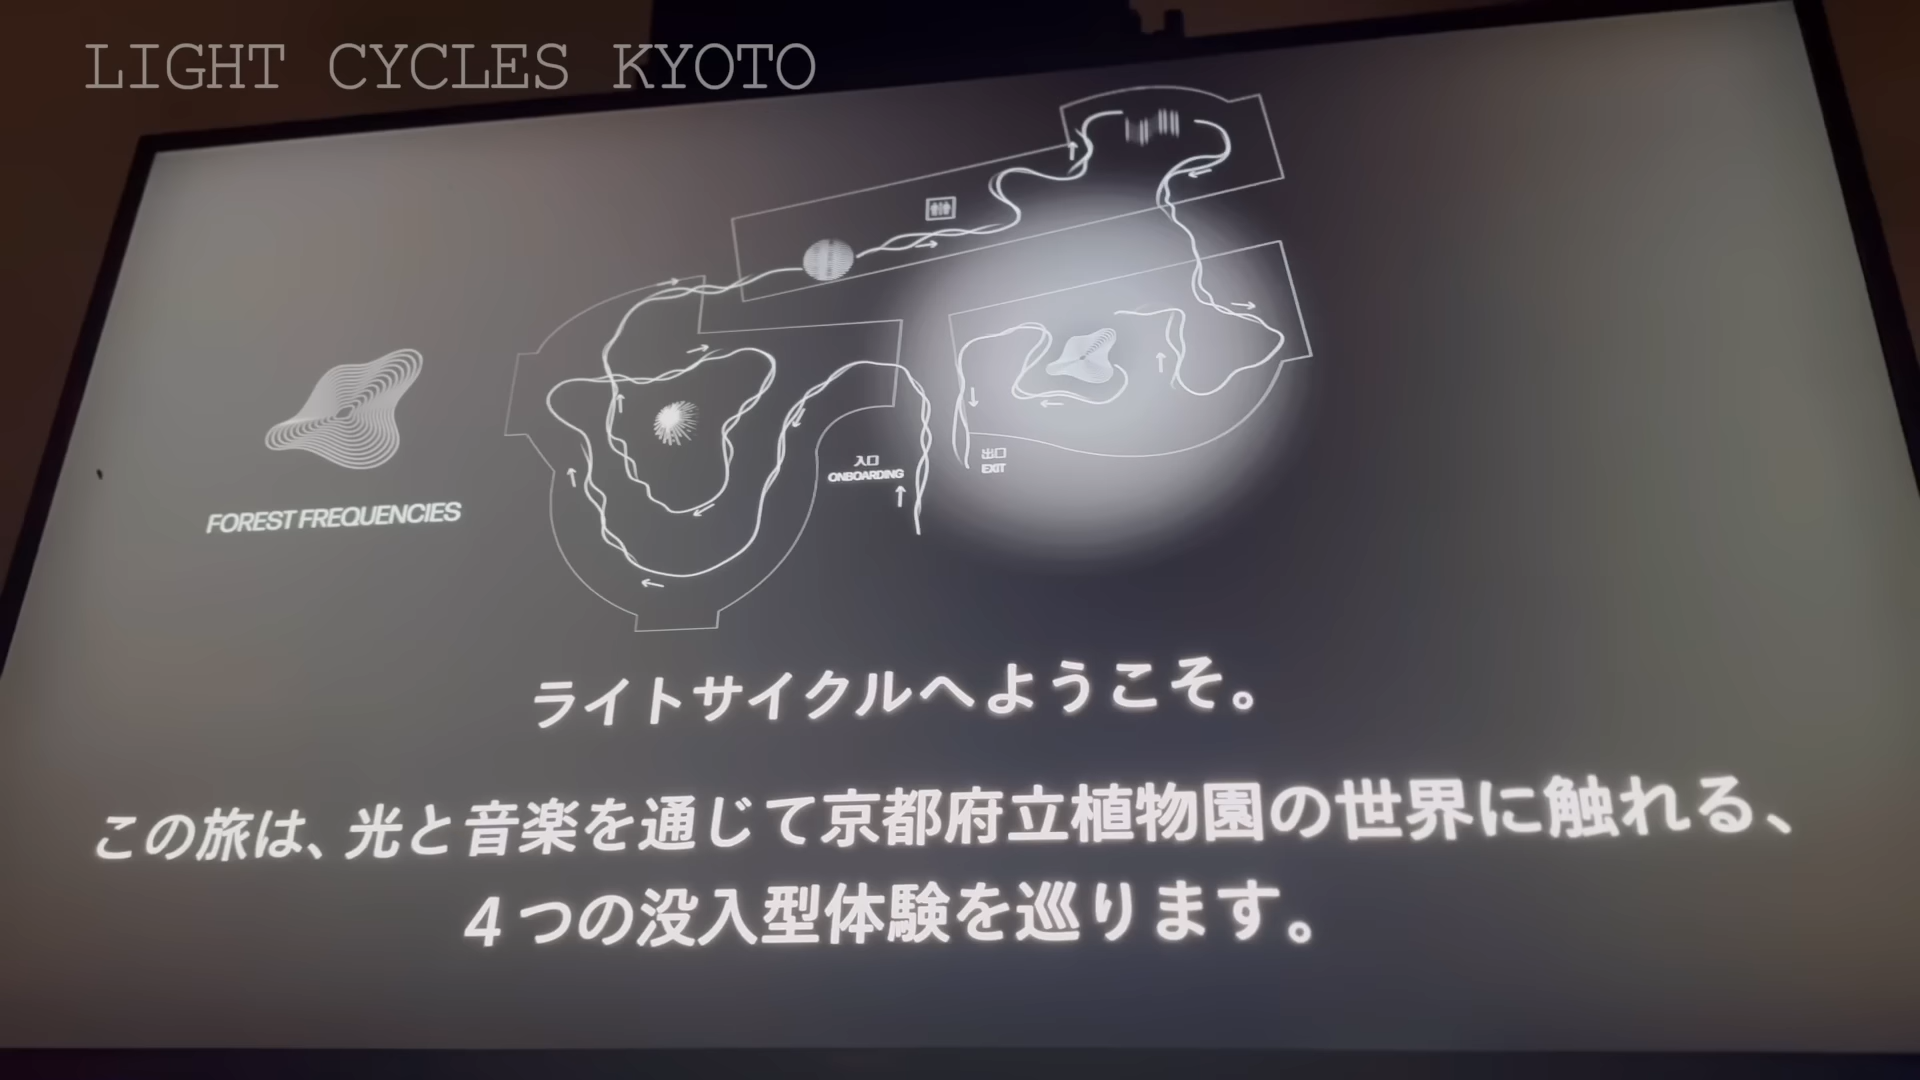 LIGHT CYCLES KYOTO
入口
ONBOARDING
出口
EXIT
FOREST FREQUENCIES
ライトサイクルへようこそ。
この旅は、光と音楽を通じて京都府立植物園の世界に触れる、
4つの没入型体験を巡ります。